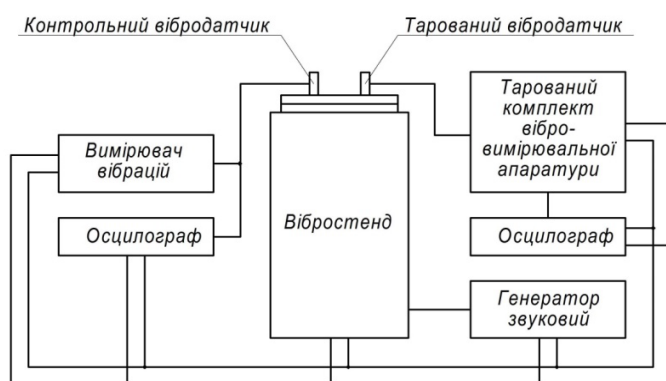 Контрольний вібродатчик
Тарований вібродатчик
Тарований
комплект
вібро-
вимірювальної
апаратури
Вимірювач
вібрацій
Осцилограф
Вібростенд
Осцилограф
Генератор
звуковий